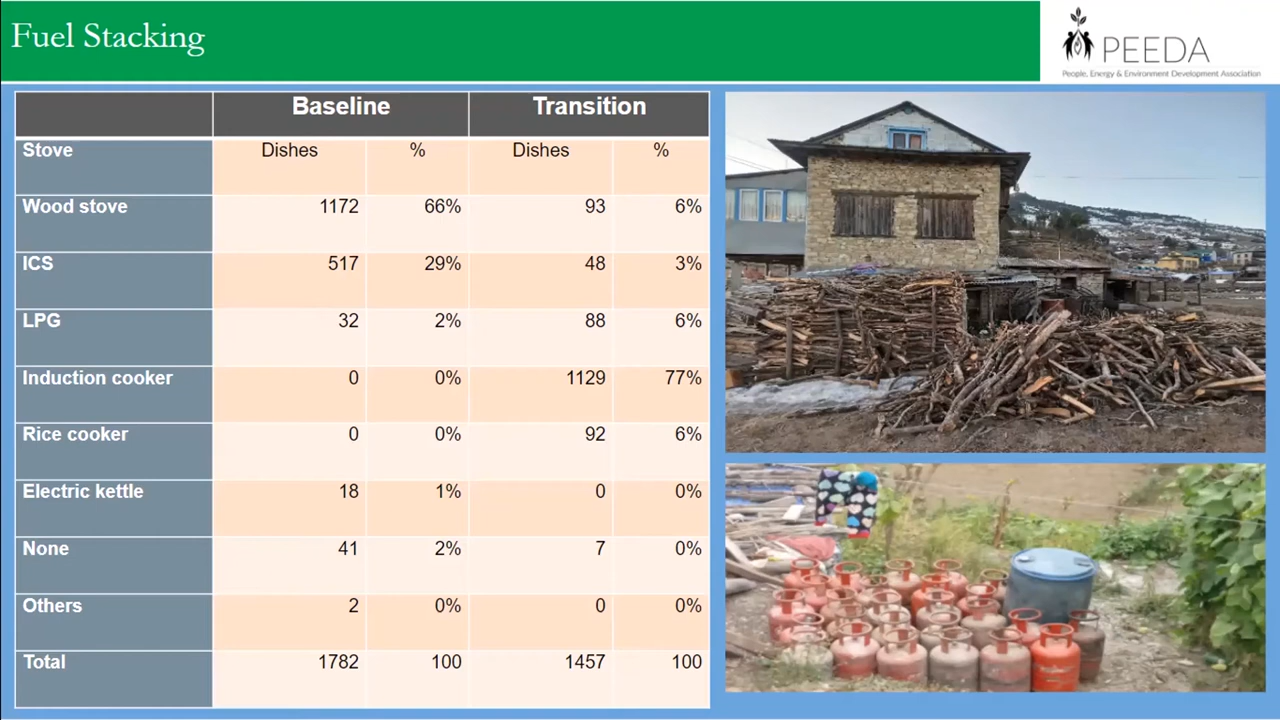 Fuel Stacking
PEEDA
People, Energy & Environment Development Association
Baseline Transition
Stove Dishes % Dishes %
Wood stove 1172 66% 93 6%
ICS 517 29% 48 3%
LPG 32 2% 88 6%
Induction cooker 0 0% 1129 77%
Rice cooker 0 0% 92 6%
Electric kettle 18 1% 0 0%
None 41 2% 7 0%
Others 2 0% 0 0%
Total 1782 100 1457 100